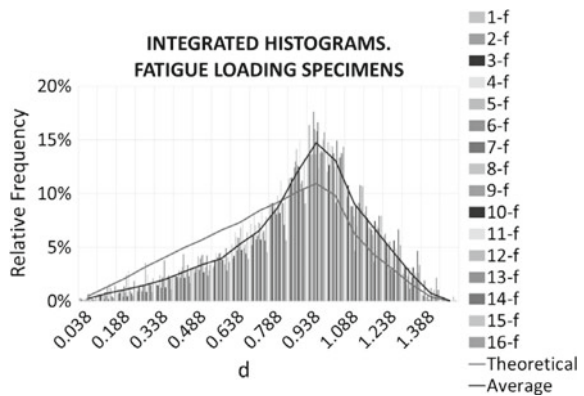 INTEGRATED HISTOGRAMS.
FATIGUE LOADING SPECIMENS
Relative Frequency
20%
15%
10%
5%
0%
0.038
0.188
0.338
0.488
0.638
0.788
0.938
1.088
1.238
1.388
d
1-f
2-f
3-f
4-f
5-f
6-f
7-f
8-f
9-f
10-f
11-f
12-f
13-f
14-f
15-f
16-f
Theoretical
Average